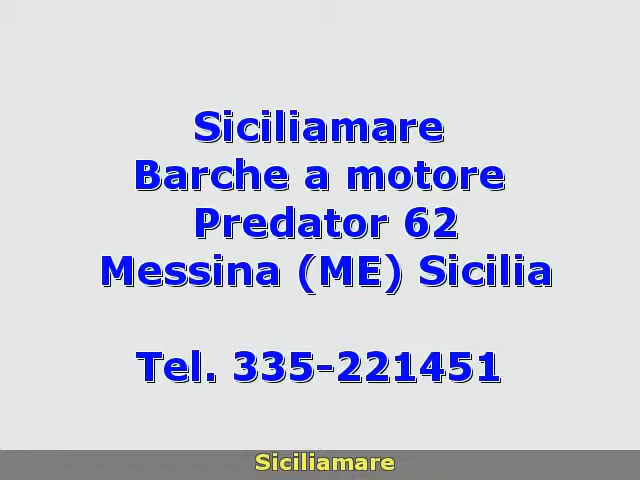 Siciliamare
Barche a motore
Predator 62
Messina (ME) Sicilia
Tel. 335-221451
Siciliamare